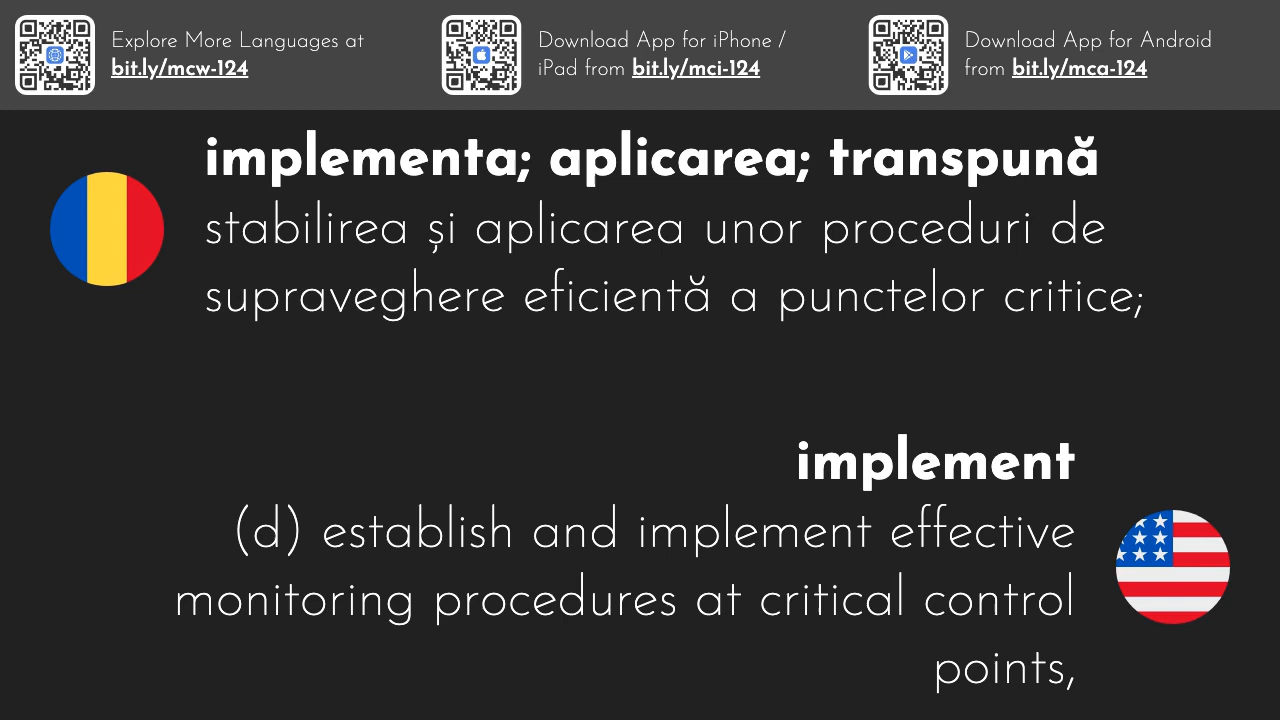 Explore More Languages at
bit.ly/mcw-124
Download App for iPhone /
iPad from bit.ly/mci-124
Download App for Android
from bit.ly/mca-124
implementa; aplicarea; transpună
stabilirea și aplicarea unor proceduri de
supraveghere eficientă a punctelor critice;
implement
(d) establish and implement effective
monitoring procedures at critical control
points,